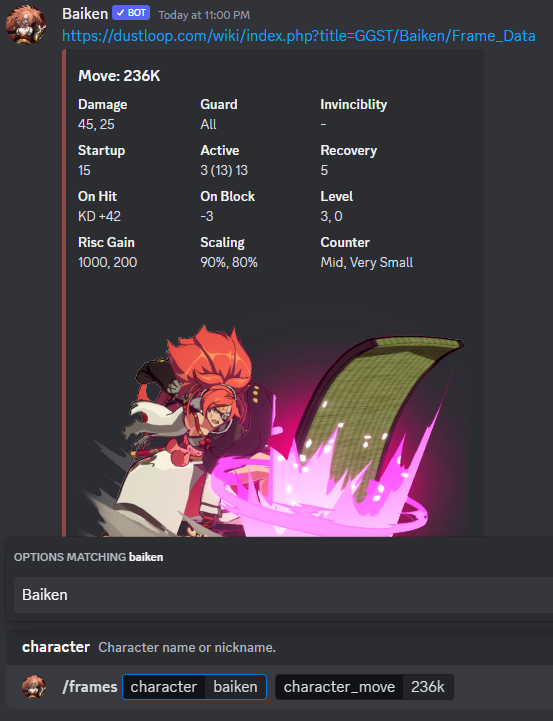 Baiken ✓ BOT Today at 11:00 PM
https://dustloop.com/wiki/index.php?title=GGST/Baiken/Frame_Data
Move: 236K
Damage Guard Invinciblity
45, 25 All -
Startup Active Recovery
15 3 (13) 13 5
On Hit On Block Level
KD +42 -3 3, 0
Risc Gain Scaling Counter
1000, 200 90%, 80% Mid, Very Small
OPTIONS MATCHING baiken
Baiken
character Character name or nickname.
/frames character baiken character_move 236k